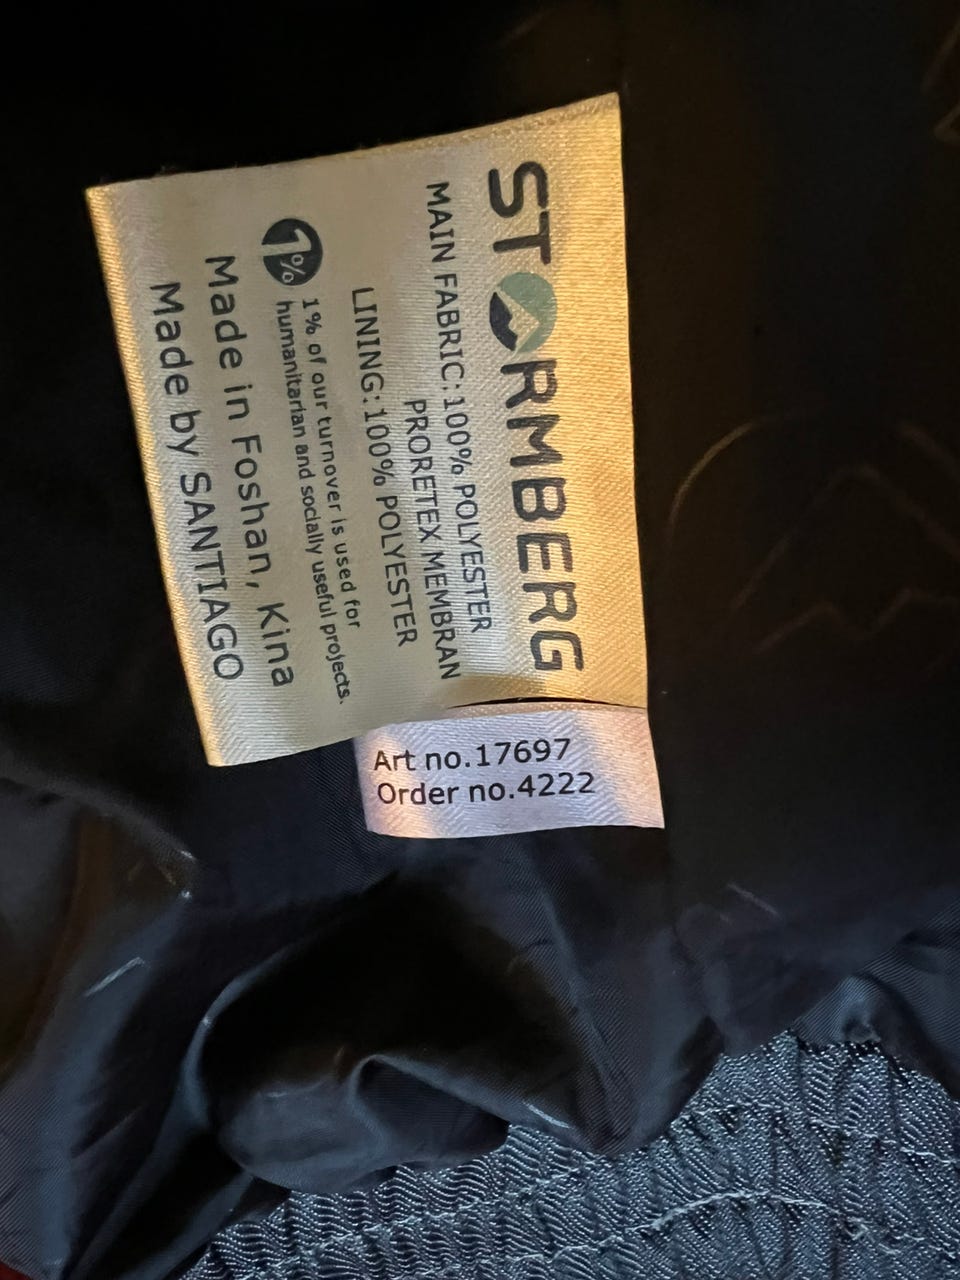 STORMBERG
MAIN FABRIC:100% POLYESTER
PRORETEX MEMBRAN
LINING:100% POLYESTER
1%
1% of our turnover is used for
humanitarian and socially useful projects.
Made in Foshan, Kina
Made by SANTIAGO
Art no.17697
Order no.4222